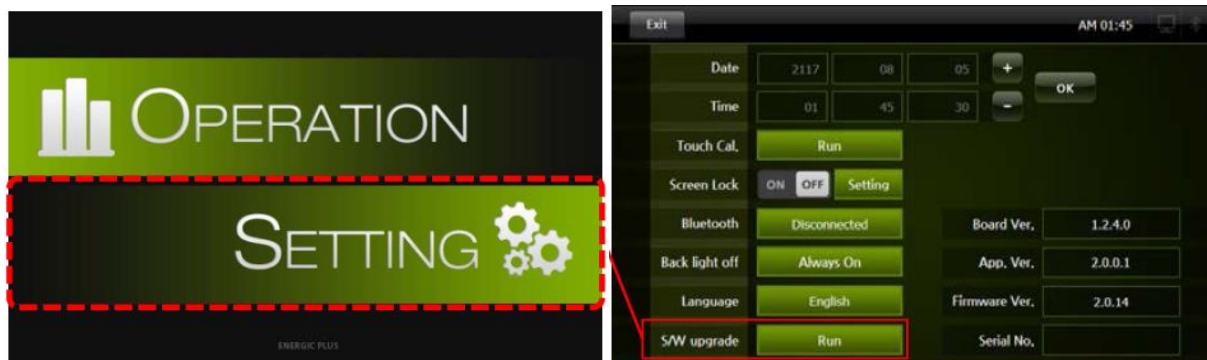 OPERATION
SETTING
ENERGIC PLUS
Exit
AM 01:45
Date 2117 08 05 +
OK
Time 01 45 30 -
Touch Cal. Run
Screen Lock ON OFF Setting
Bluetooth Disconnected Board Ver. 1.2.4.0
Back light off Always On App. Ver. 2.0.0.1
Language English Firmware Ver. 2.0.14
S/W upgrade Run Serial No.